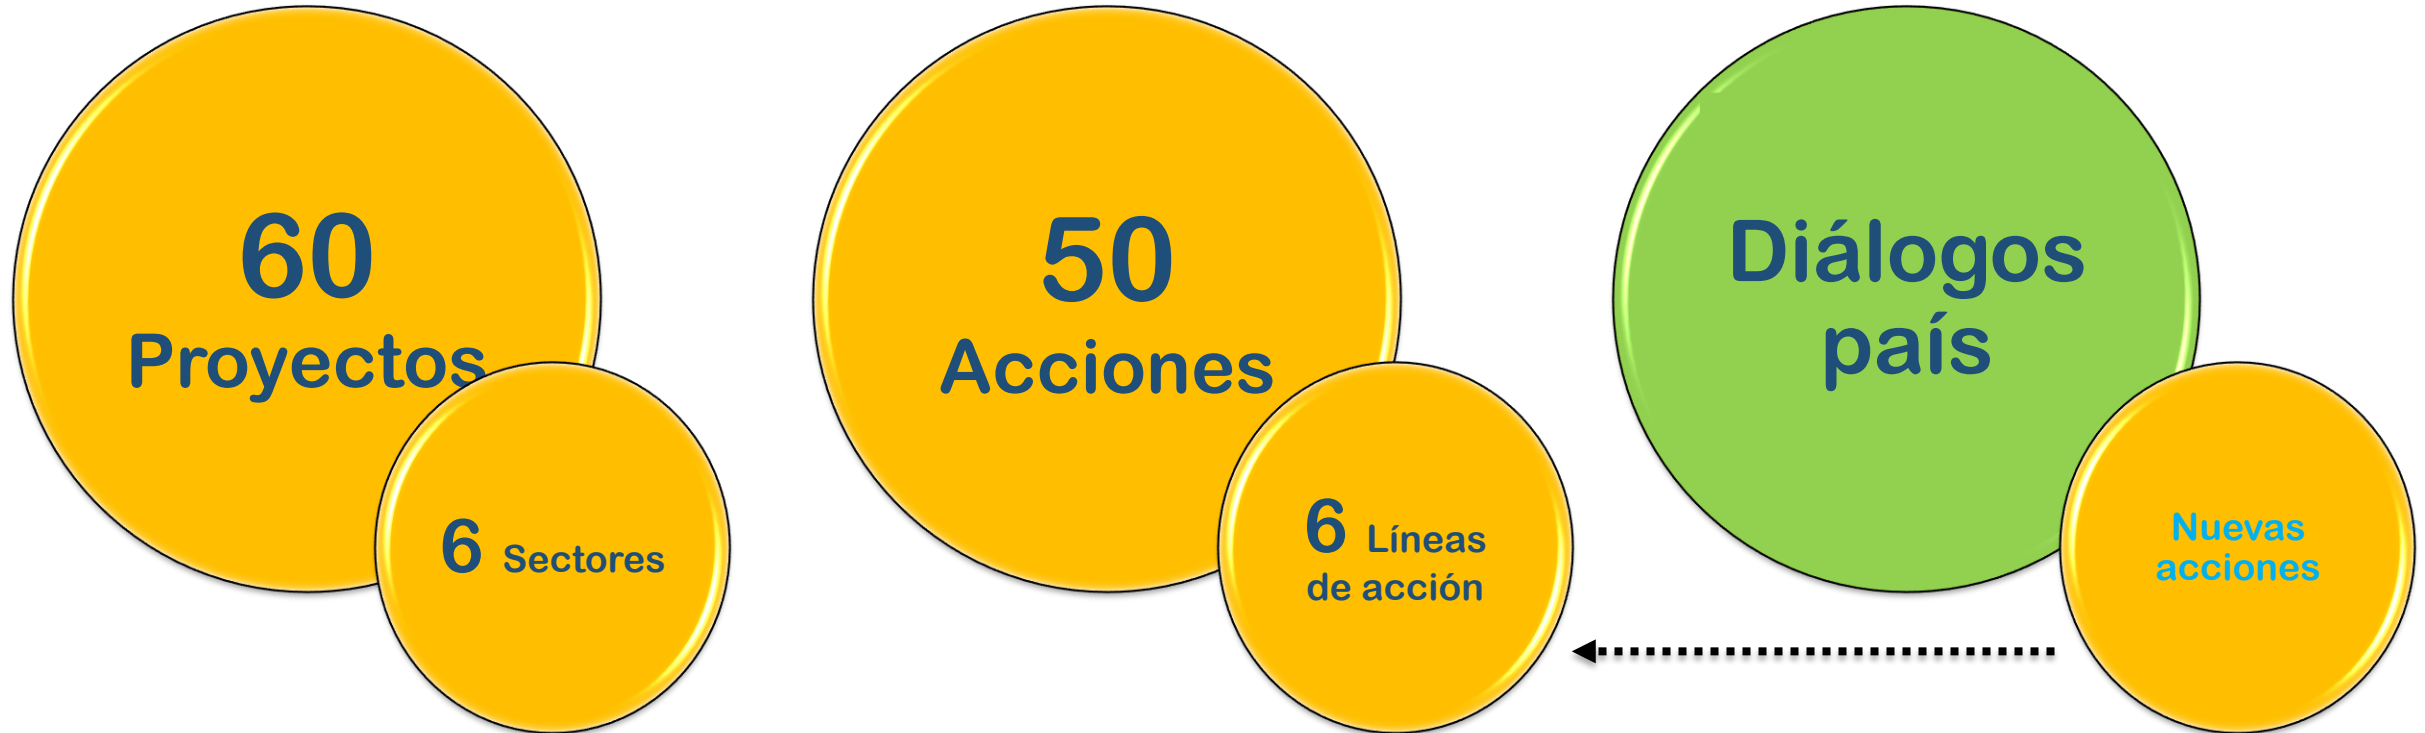 60
Proyectos
6 Sectores
50
Acciones
6 Líneas
de acción
Diálogos
país
Nuevas
acciones